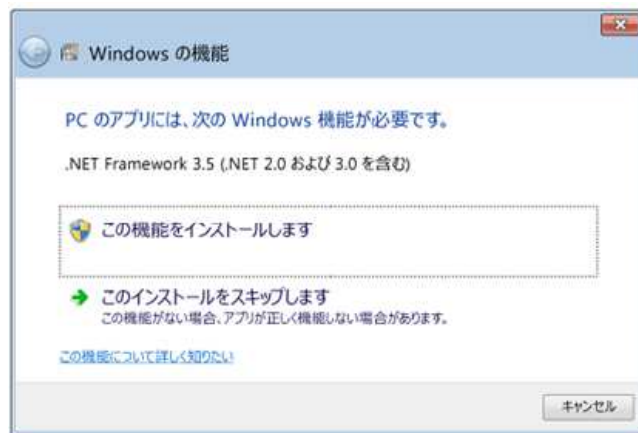 Windows の機能
PC のアプリには、次の Windows 機能が必要です。
.NET Framework 3.5 (.NET 2.0 および 3.0 を含む)
この機能をインストールします
このインストールをスキップします
この機能がない場合、アプリが正しく機能しない場合があります。
この機能について詳しく知りたい
キャンセル